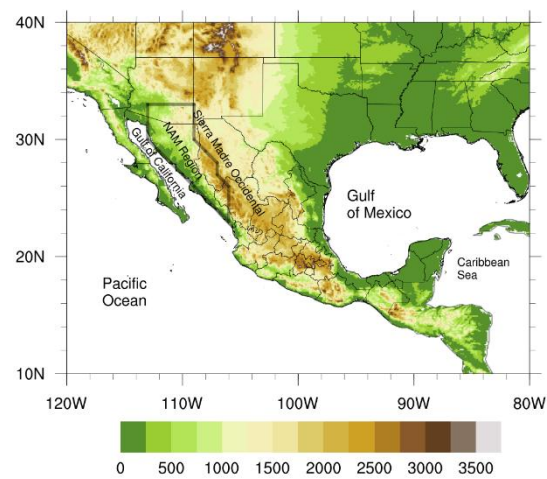 40N
30N
20N
10N
Sierra Madre Occidental
NAM Region
Gulf of California
Gulf
of Mexico
Caribbean
Sea
Pacific
Ocean
120W 110W 100W 90W 80W
0 500 1000 1500 2000 2500 3000 3500